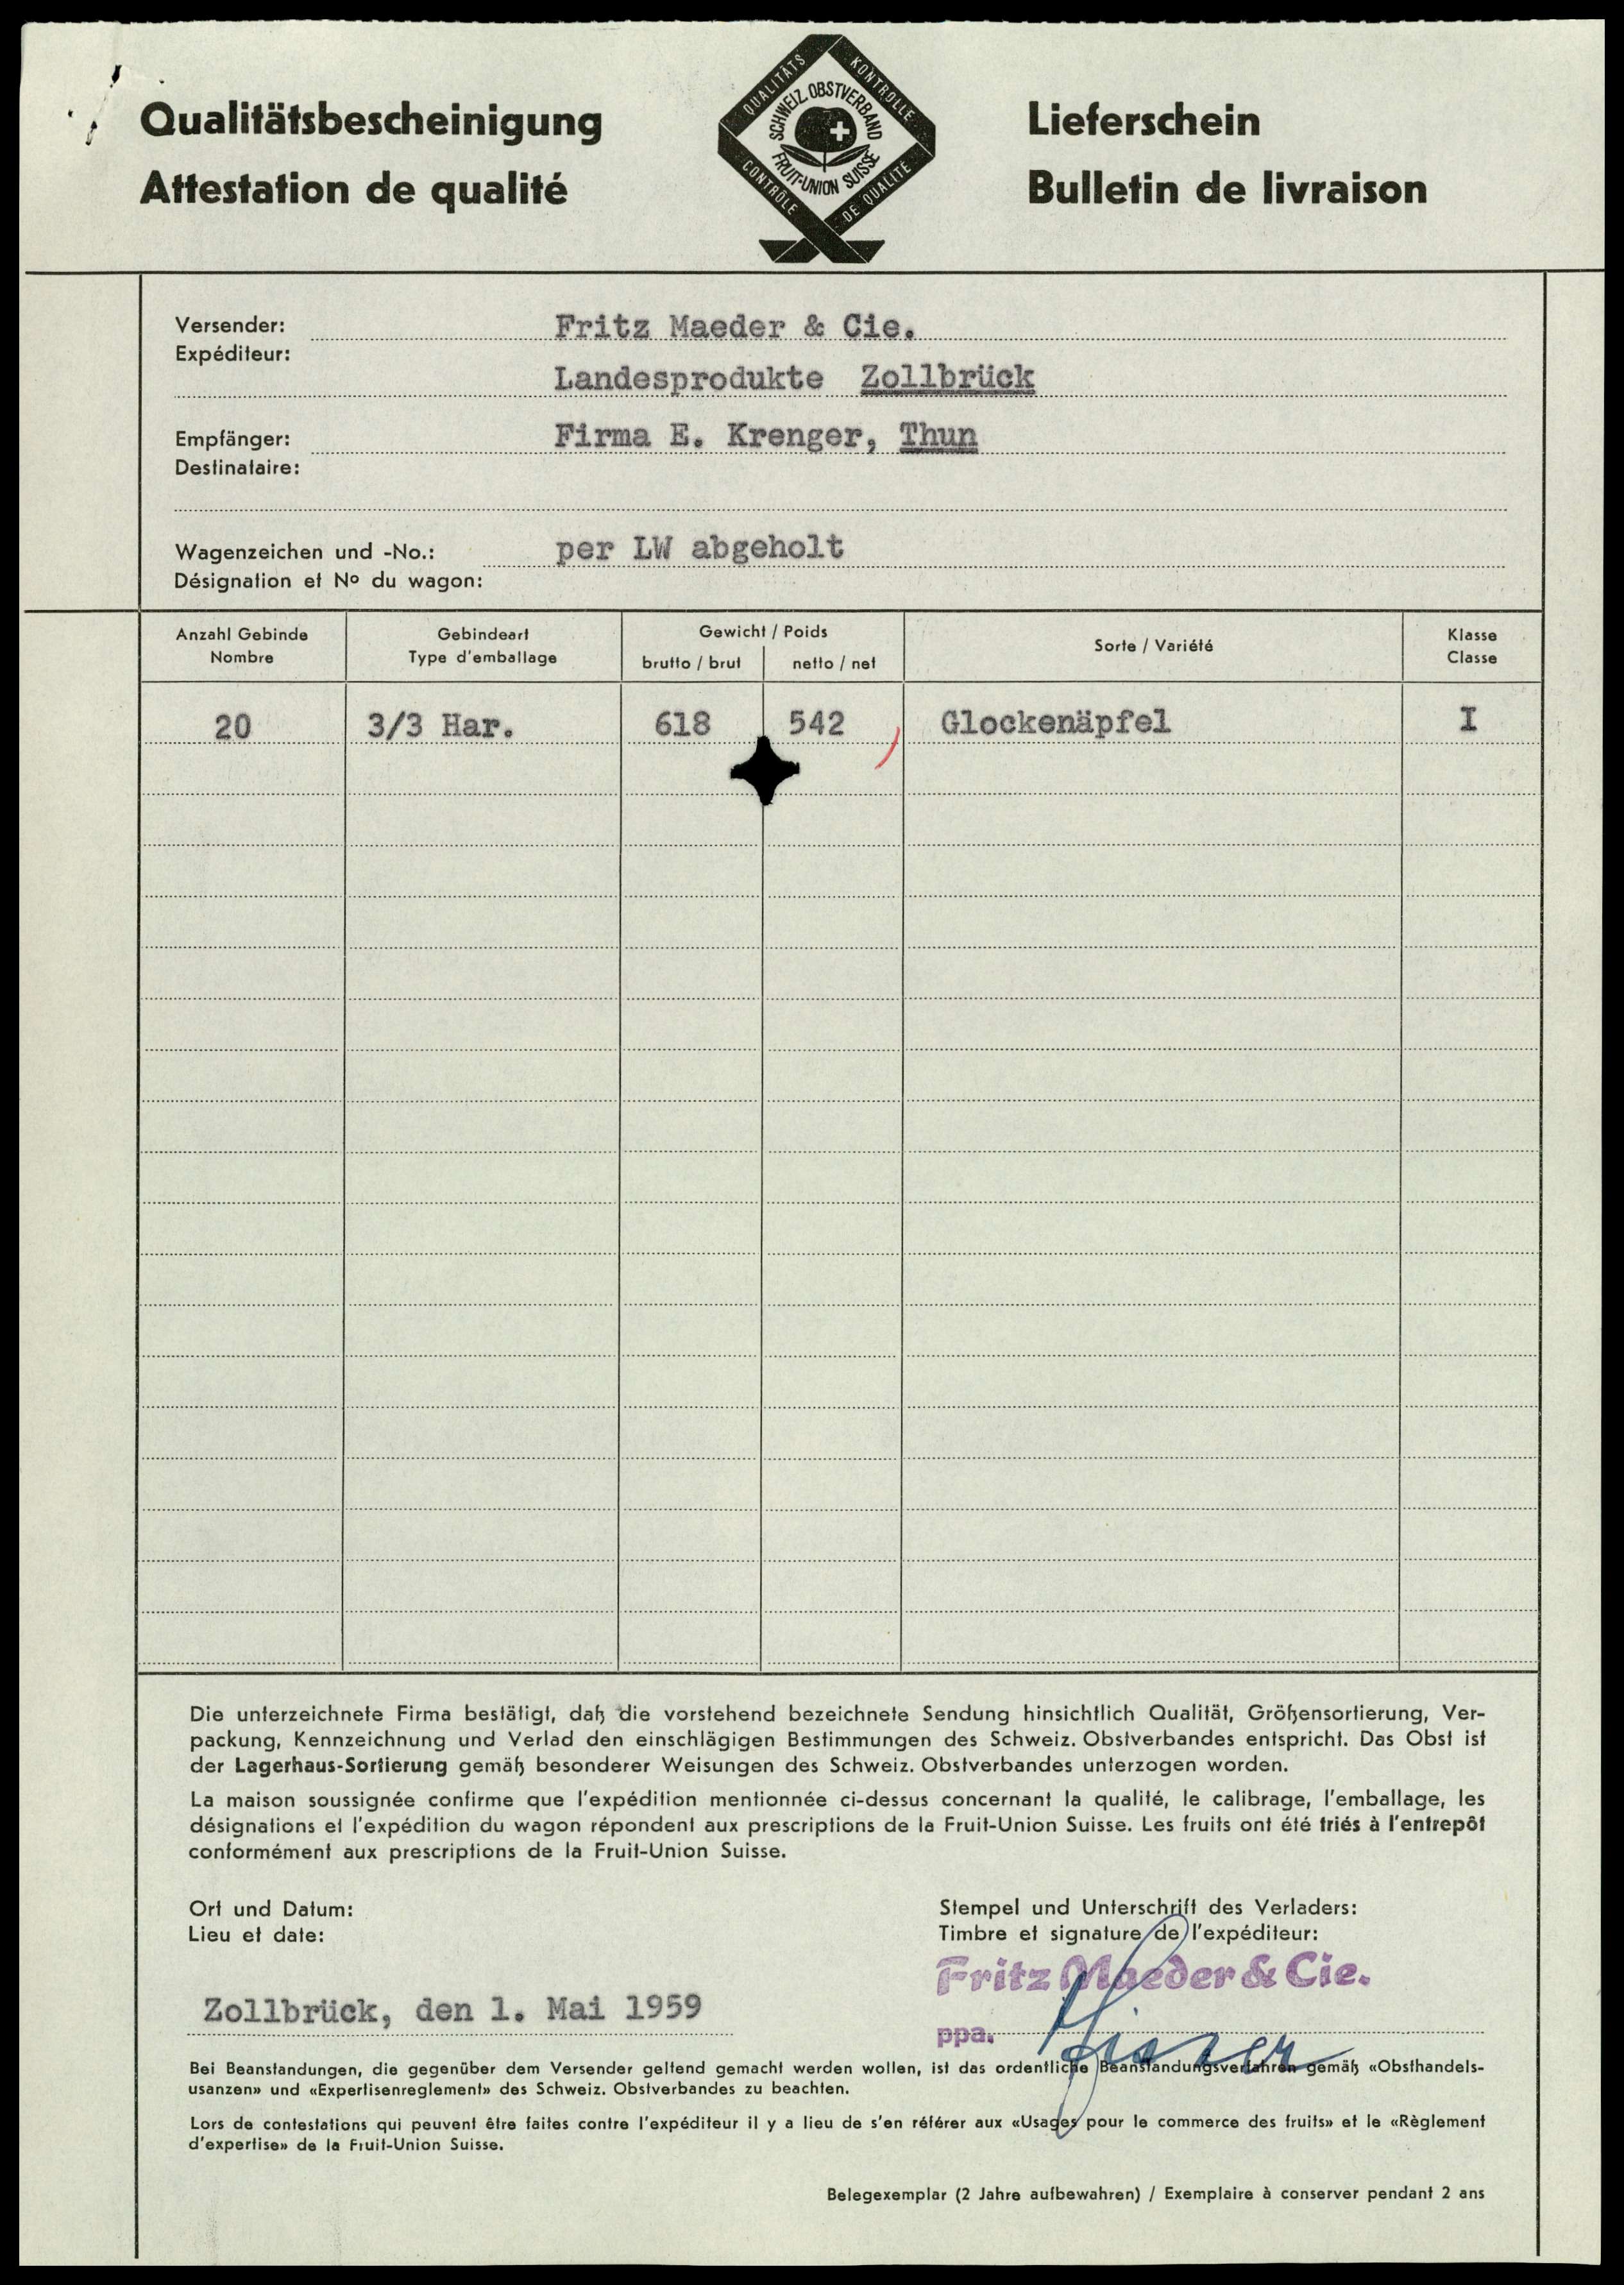 Qualitätsbescheinigung
Attestation de qualité
QUALITÄTS KONTROLLE
SCHWEIZ. OBSTVERBAND
FRUIT-UNION SUISSE
CONTRÔLE DE QUALITÉ
Lieferschein
Bulletin de livraison
Versender: Fritz Maeder & Cie.
Expéditeur:
Landesprodukte Zollbrück
Empfänger: Firma E. Krenger, Thun
Destinataire:
Wagenzeichen und -No.: per LW abgeholt
Désignation et No du wagon:
Anzahl Gebinde
Nombre
Gebindeart
Type d'emballage
Gewicht / Poids
brutto / brut
netto / net
Sorte / Variété
Klasse
Classe
20 3/3 Har. 618 542 Glockenäpfel I
Die unterzeichnete Firma bestätigt, daß die vorstehend bezeichnete Sendung hinsichtlich Qualität, Größensortierung, Ver-
packung, Kennzeichnung und Verlad den einschlägigen Bestimmungen des Schweiz. Obstverbandes entspricht. Das Obst ist
der Lagerhaus-Sortierung gemäß besonderer Weisungen des Schweiz. Obstverbandes unterzogen worden.
La maison soussignée confirme que l'expédition mentionnée ci-dessus concernant la qualité, le calibrage, l'emballage, les
désignations et l'expédition du wagon répondent aux prescriptions de la Fruit-Union Suisse. Les fruits ont été triés à l'entrepôt
conformément aux prescriptions de la Fruit-Union Suisse.
Ort und Datum:
Lieu et date:
Zollbrück, den 1. Mai 1959
Stempel und Unterschrift des Verladers:
Timbre et signature de l'expéditeur:
Fritz Maeder & Cie.
ppa.
Bei Beanstandungen, die gegenüber dem Versender geltend gemacht werden wollen, ist das ordentliche Beanstandungsverfahren gemäß «Obsthandels-
usanzen» und «Expertisenreglement» des Schweiz. Obstverbandes zu beachten.
Lors de contestations qui peuvent être faites contre l'expéditeur il y a lieu de s'en référer aux «Usages pour le commerce des fruits» et le «Règlement
d'expertise» de la Fruit-Union Suisse.
Belegexemplar (2 Jahre aufbewahren) / Exemplaire à conserver pendant 2 ans